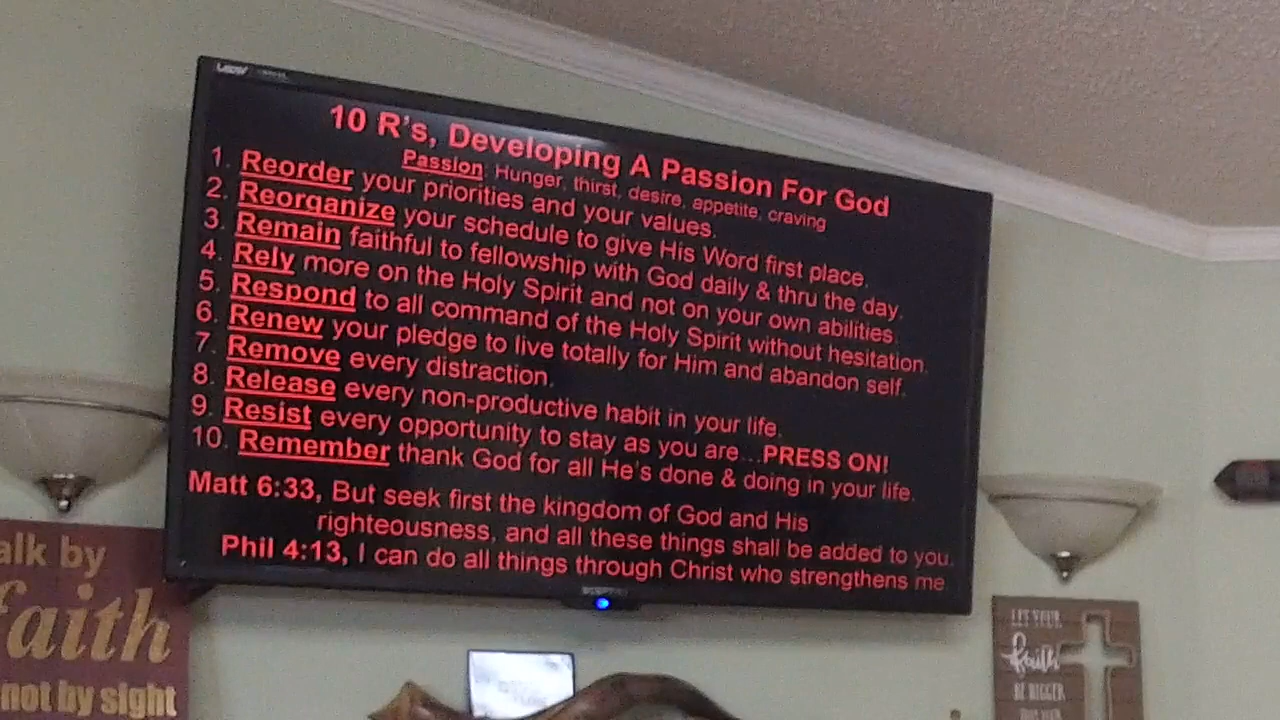 10 R's, Developing A Passion For God
Passion: Hunger, thirst, desire, appetite, craving
1. Reorder your priorities and your values.
2. Reorganize your schedule to give His Word first place.
3. Remain faithful to fellowship with God daily & thru the day.
4. Rely more on the Holy Spirit and not on your own abilities.
5. Respond to all command of the Holy Spirit without hesitation.
6. Renew your pledge to live totally for Him and abandon self.
7. Remove every distraction.
8. Release every non-productive habit in your life.
9. Resist every opportunity to stay as you are...PRESS ON!
10. Remember thank God for all He's done & doing in your life.
Matt 6:33, But seek first the kingdom of God and His
righteousness, and all these things shall be added to you.
Phil 4:13, I can do all things through Christ who strengthens me
alk by
faith
not by sight
LET YOUR
faith
BE BIGGER
THAN YOUR